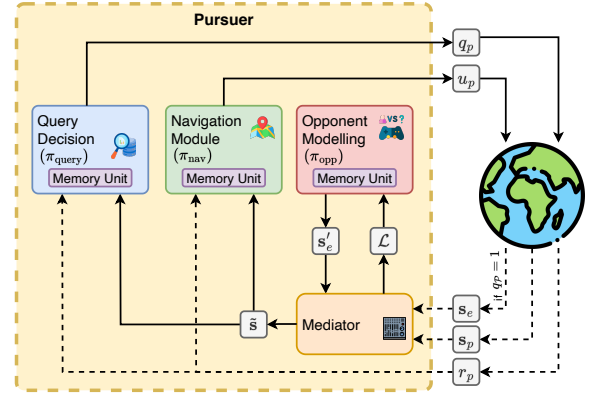 Pursuer
q_p
u_p
Query
Decision
(π_query)
Memory Unit
Navigation
Module
(π_nav)
Memory Unit
VS ?
Opponent
Modelling
(π_opp)
Memory Unit
s'_e
ℒ
if q_p = 1
s_e
Mediator
s̃
s_p
r_p